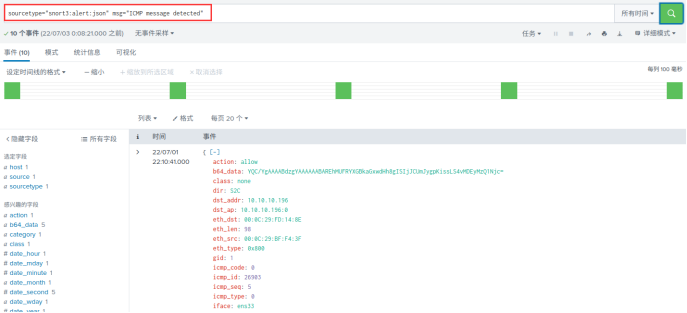 sourcetype="snort3:alert:json" msg="ICMP message detected"
所有时间
10 个事件 (22/07/03 0:08:21.000 之前) 无事件采样
任务 详细模式
事件 (10) 模式 统计信息 可视化
设定时间线的格式 — 缩小 + 缩放到所选区域 × 取消选择 每列 100 毫秒
列表 格式 每页 20 个
隐藏字段 所有字段 i 时间 事件
选定字段
a host 1
a source 1
a sourcetype 1
感兴趣的字段
a action 1
a b64_data 5
a category 1
a class 1
# date_hour 1
# date_mday 1
# date_minute 1
a date_month 1
# date_second 5
a date_wday 1
# date_year 1
22/07/01
22:10:41.000
{ [-]
action: allow
class: none
dir: S2C
dst_addr: 10.10.10.196
dst_ap: 10.10.10.196:0
eth_dst: 00:0C:29:FD:14:8E
eth_len: 98
eth_src: 00:0C:29:BF:F4:3F
eth_type: 0x800
gid: 1
icmp_code: 0
icmp_id: 26983
icmp_seq: 5
icmp_type: 0
iface: ens33